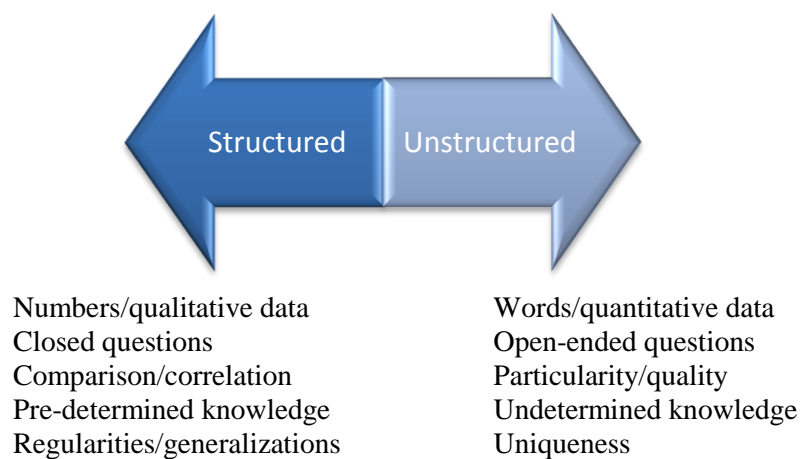 Structured Unstructured
Numbers/qualitative data
Closed questions
Comparison/correlation
Pre-determined knowledge
Regularities/generalizations
Words/quantitative data
Open-ended questions
Particularity/quality
Undetermined knowledge
Uniqueness